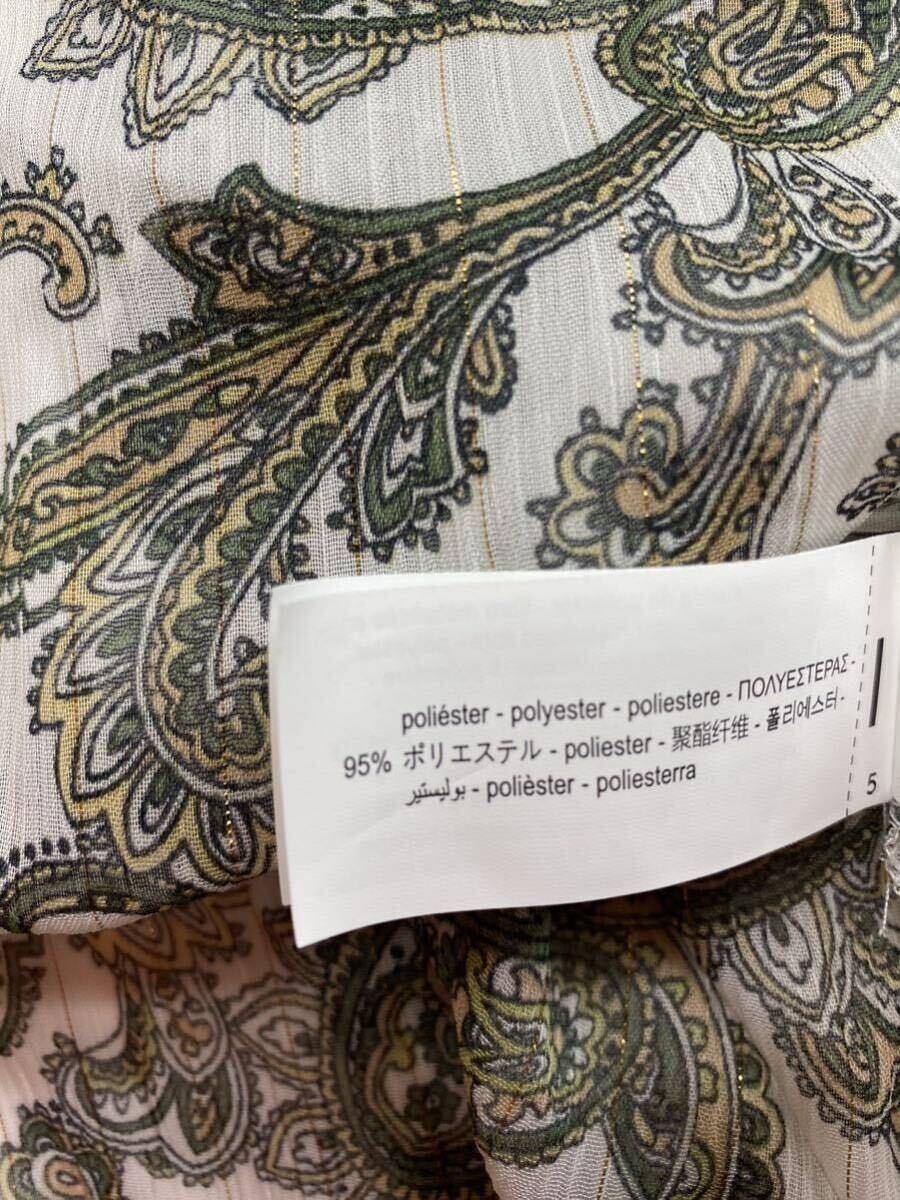 poliéster - polyester - poliestere - ΠΟΛΥΕΣΤΕΡΑΣ -
95% ポリエステル - poliester - 聚酯纤维 - 폴리에스터 -
بوليستير - polièster - poliesterra
5